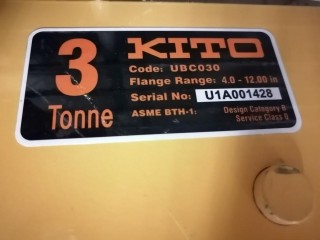 3
Tonne
KITO
Code: UBC030
Flange Range: 4.0 - 12.00 in
Serial No: U1A001428
ASME BTH-1: Design Category B
Service Class 0